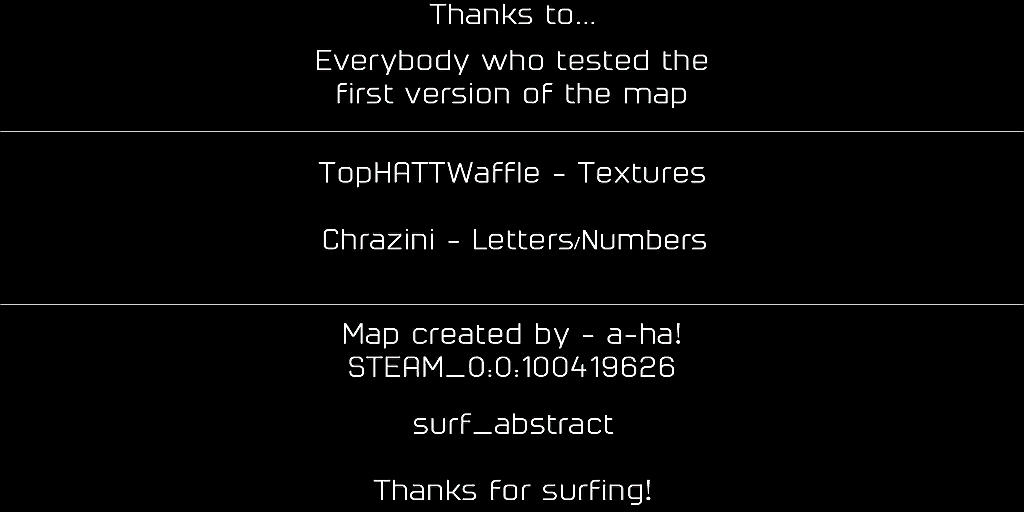 Thanks to...
Everybody who tested the
first version of the map
TopHATTWaffle - Textures
Chrazini - Letters/Numbers
Map created by - a-ha!
STEAM_0:0:100419626
surf_abstract
Thanks for surfing!